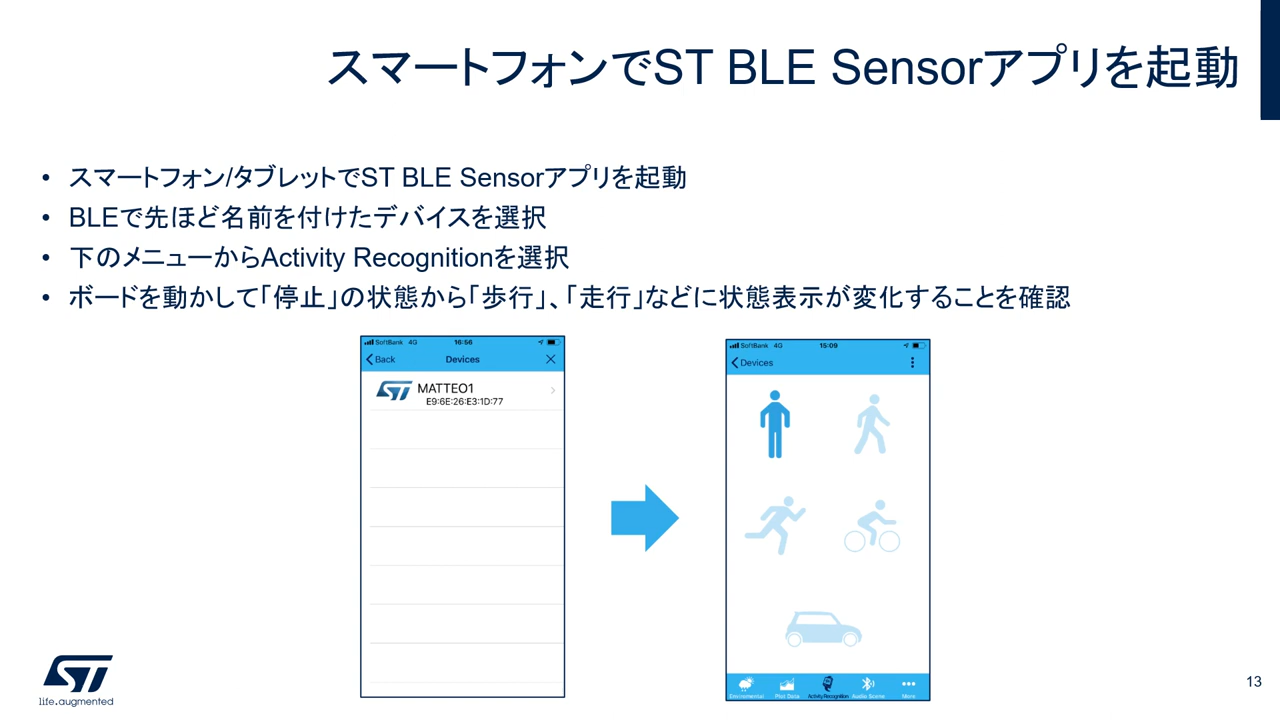 スマートフォンでST BLE Sensorアプリを起動
• スマートフォン/タブレットでST BLE Sensorアプリを起動
• BLEで先ほど名前を付けたデバイスを選択
• 下のメニューからActivity Recognitionを選択
• ボードを動かして「停止」の状態から「歩行」、「走行」などに状態表示が変化することを確認
SoftBank 4G 16:56
Back Devices
ST MATTEO1
E9:6E:26:E3:1D:77
SoftBank 4G 15:09
Devices
Enviromental Plot Data Activity Recognition Audio Scene More
ST
life.augmented
13